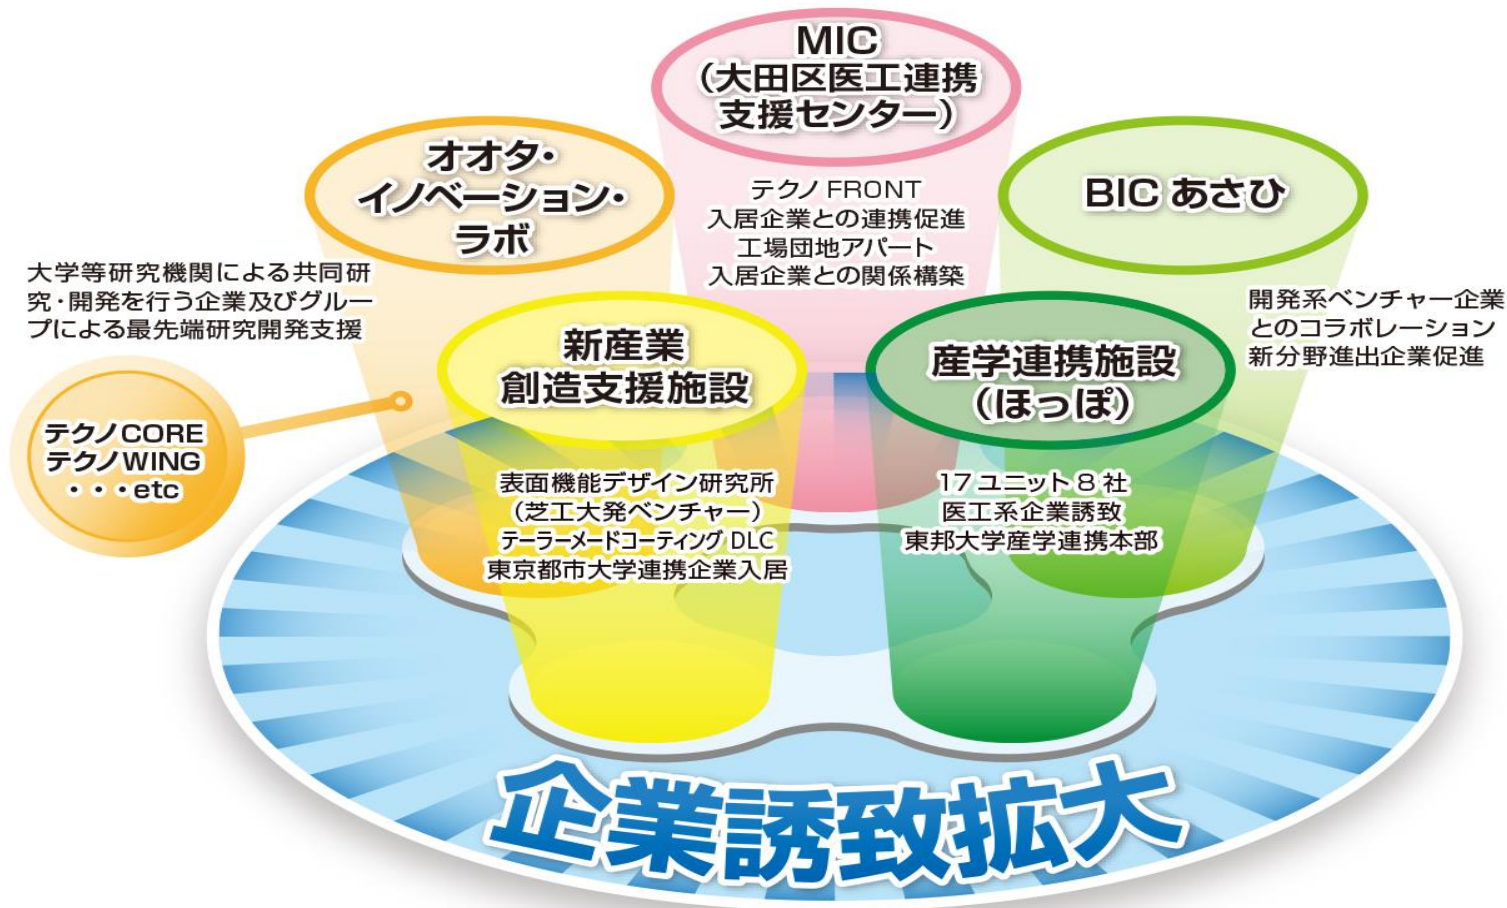 MIC
（大田区医工連携
支援センター）
テクノ FRONT
入居企業との連携促進
工場団地アパート
入居企業との関係構築
オオタ・
イノベーション・
ラボ
大学等研究機関による共同研
究・開発を行う企業及びグルー
プによる最先端研究開発支援
テクノCORE
テクノWING
・・・etc
BIC あさひ
開発系ベンチャー企業
とのコラボレーション
新分野進出企業促進
新産業
創造支援施設
表面機能デザイン研究所
（芝工大発ベンチャー）
テーラーメードコーティング DLC
東京都市大学連携企業入居
産学連携施設
（ほっぽ）
17 ユニット 8 社
医工系企業誘致
東邦大学産学連携本部
企業誘致拡大